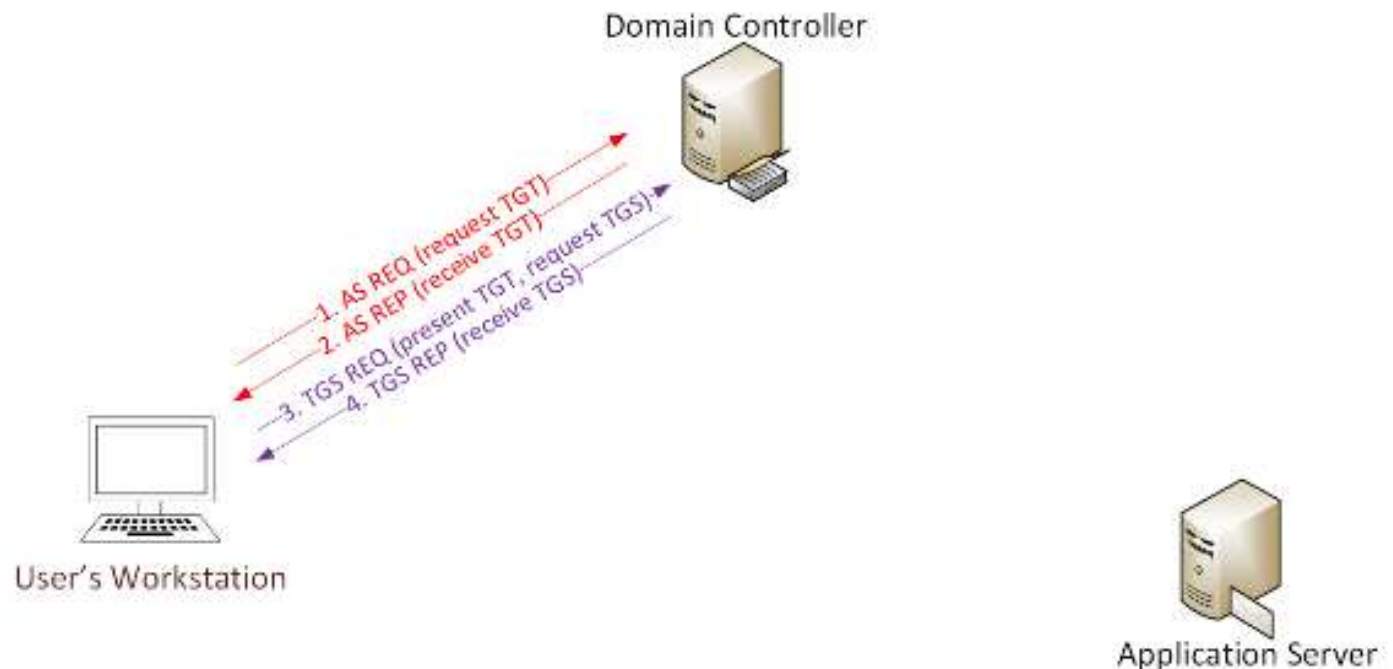 Domain Controller
1. AS REQ (request TGT)
2. AS REP (receive TGT)
3. TGS REQ (present TGT, request TGS)
4. TGS REP (receive TGS)
User's Workstation
Application Server